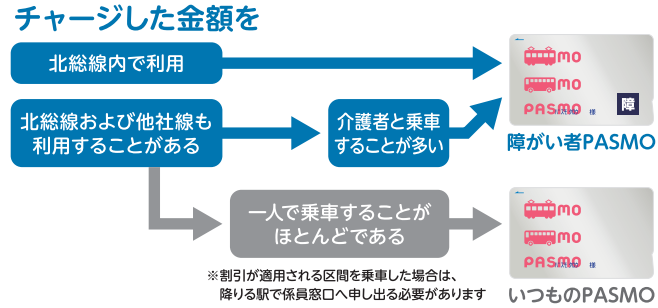 チャージした金額を
北総線内で利用
北総線および他社線も
利用することがある
介護者と乗車
することが多い
mo
mo
PASMO
様
障
障がい者PASMO
一人で乗車することが
ほとんどである
mo
mo
PASMO
様
いつものPASMO
※割引が適用される区間を乗車した場合は、
降りる駅で係員窓口へ申し出る必要があります